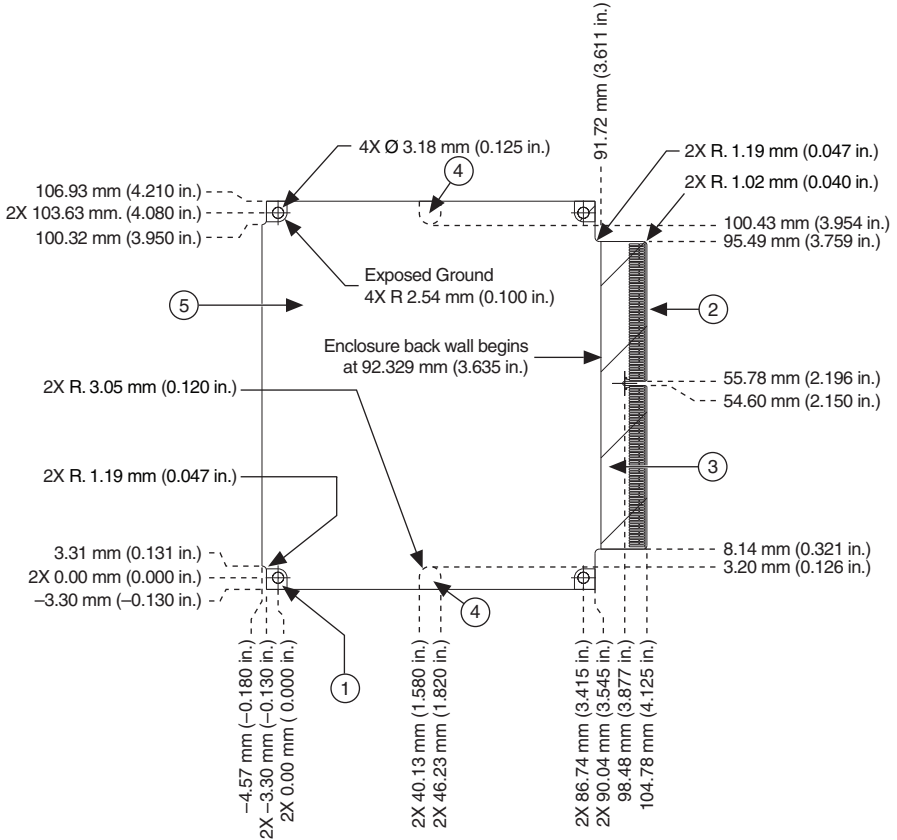 91.72 mm (3.611 in.)
4X Ø 3.18 mm (0.125 in.)
4
2X R. 1.19 mm (0.047 in.)
2X R. 1.02 mm (0.040 in.)
106.93 mm (4.210 in.)
2X 103.63 mm. 4.080 in.)
100.32 mm (3.950 in.)
100.43 mm (3.954 in.)
95.49 mm (3.759 in.)
Exposed Ground
4X R 2.54 mm (0.100 in.)
5
2
Enclosure back wall begins
at 92.329 mm (3.635 in.)
2X R. 3.05 mm (0.120 in.)
55.78 mm (2.196 in.)
54.60 mm (2.150 in.)
2X R. 1.19 mm (0.047 in.)
3
3.31 mm (0.131 in.)
2X 0.00 mm (0.000 in.)
–3.30 mm (–0.130 in.)
8.14 mm (0.321 in.)
3.20 mm (0.126 in.)
4
1
–4.57 mm (–0.180 in.)
2X –3.30 mm (–0.130 in.)
2X 0.00 mm ( 0.000 in.)
2X 40.13 mm (1.580 in.)
2X 46.23 mm (1.820 in.)
2X 86.74 mm (3.415 in.)
2X 90.04 mm (3.545 in.)
98.48 mm (3.877 in.)
104.78 mm (4.125 in.)